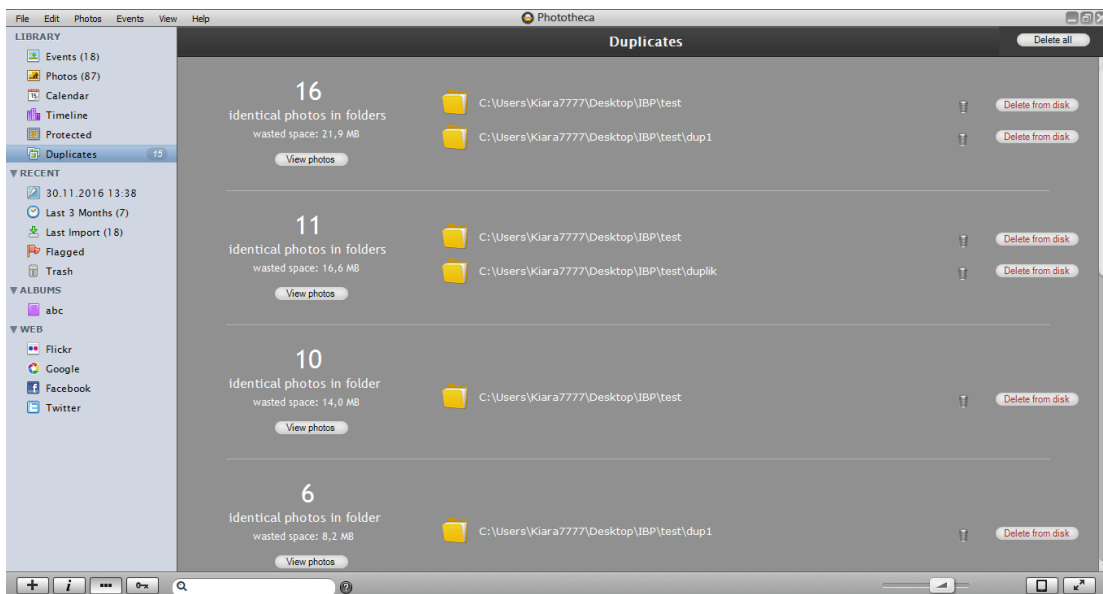 File Edit Photos Events View Help
Phototheca
LIBRARY
Events (18)
Photos (87)
Calendar
Timeline
Protected
Duplicates 15
RECENT
30.11.2016 13:38
Last 3 Months (7)
Last Import (18)
Flagged
Trash
ALBUMS
abc
WEB
Flickr
Google
Facebook
Twitter
Duplicates
Delete all
16
identical photos in folders
wasted space: 21,9 MB
View photos
C:\Users\Kiara7777\Desktop\IBP\test
Delete from disk
C:\Users\Kiara7777\Desktop\IBP\test\dup1
Delete from disk
11
identical photos in folders
wasted space: 16,6 MB
View photos
C:\Users\Kiara7777\Desktop\IBP\test
Delete from disk
C:\Users\Kiara7777\Desktop\IBP\test\duplik
Delete from disk
10
identical photos in folder
wasted space: 14,0 MB
View photos
C:\Users\Kiara7777\Desktop\IBP\test
Delete from disk
6
identical photos in folder
wasted space: 8,2 MB
View photos
C:\Users\Kiara7777\Desktop\IBP\test\dup1
Delete from disk